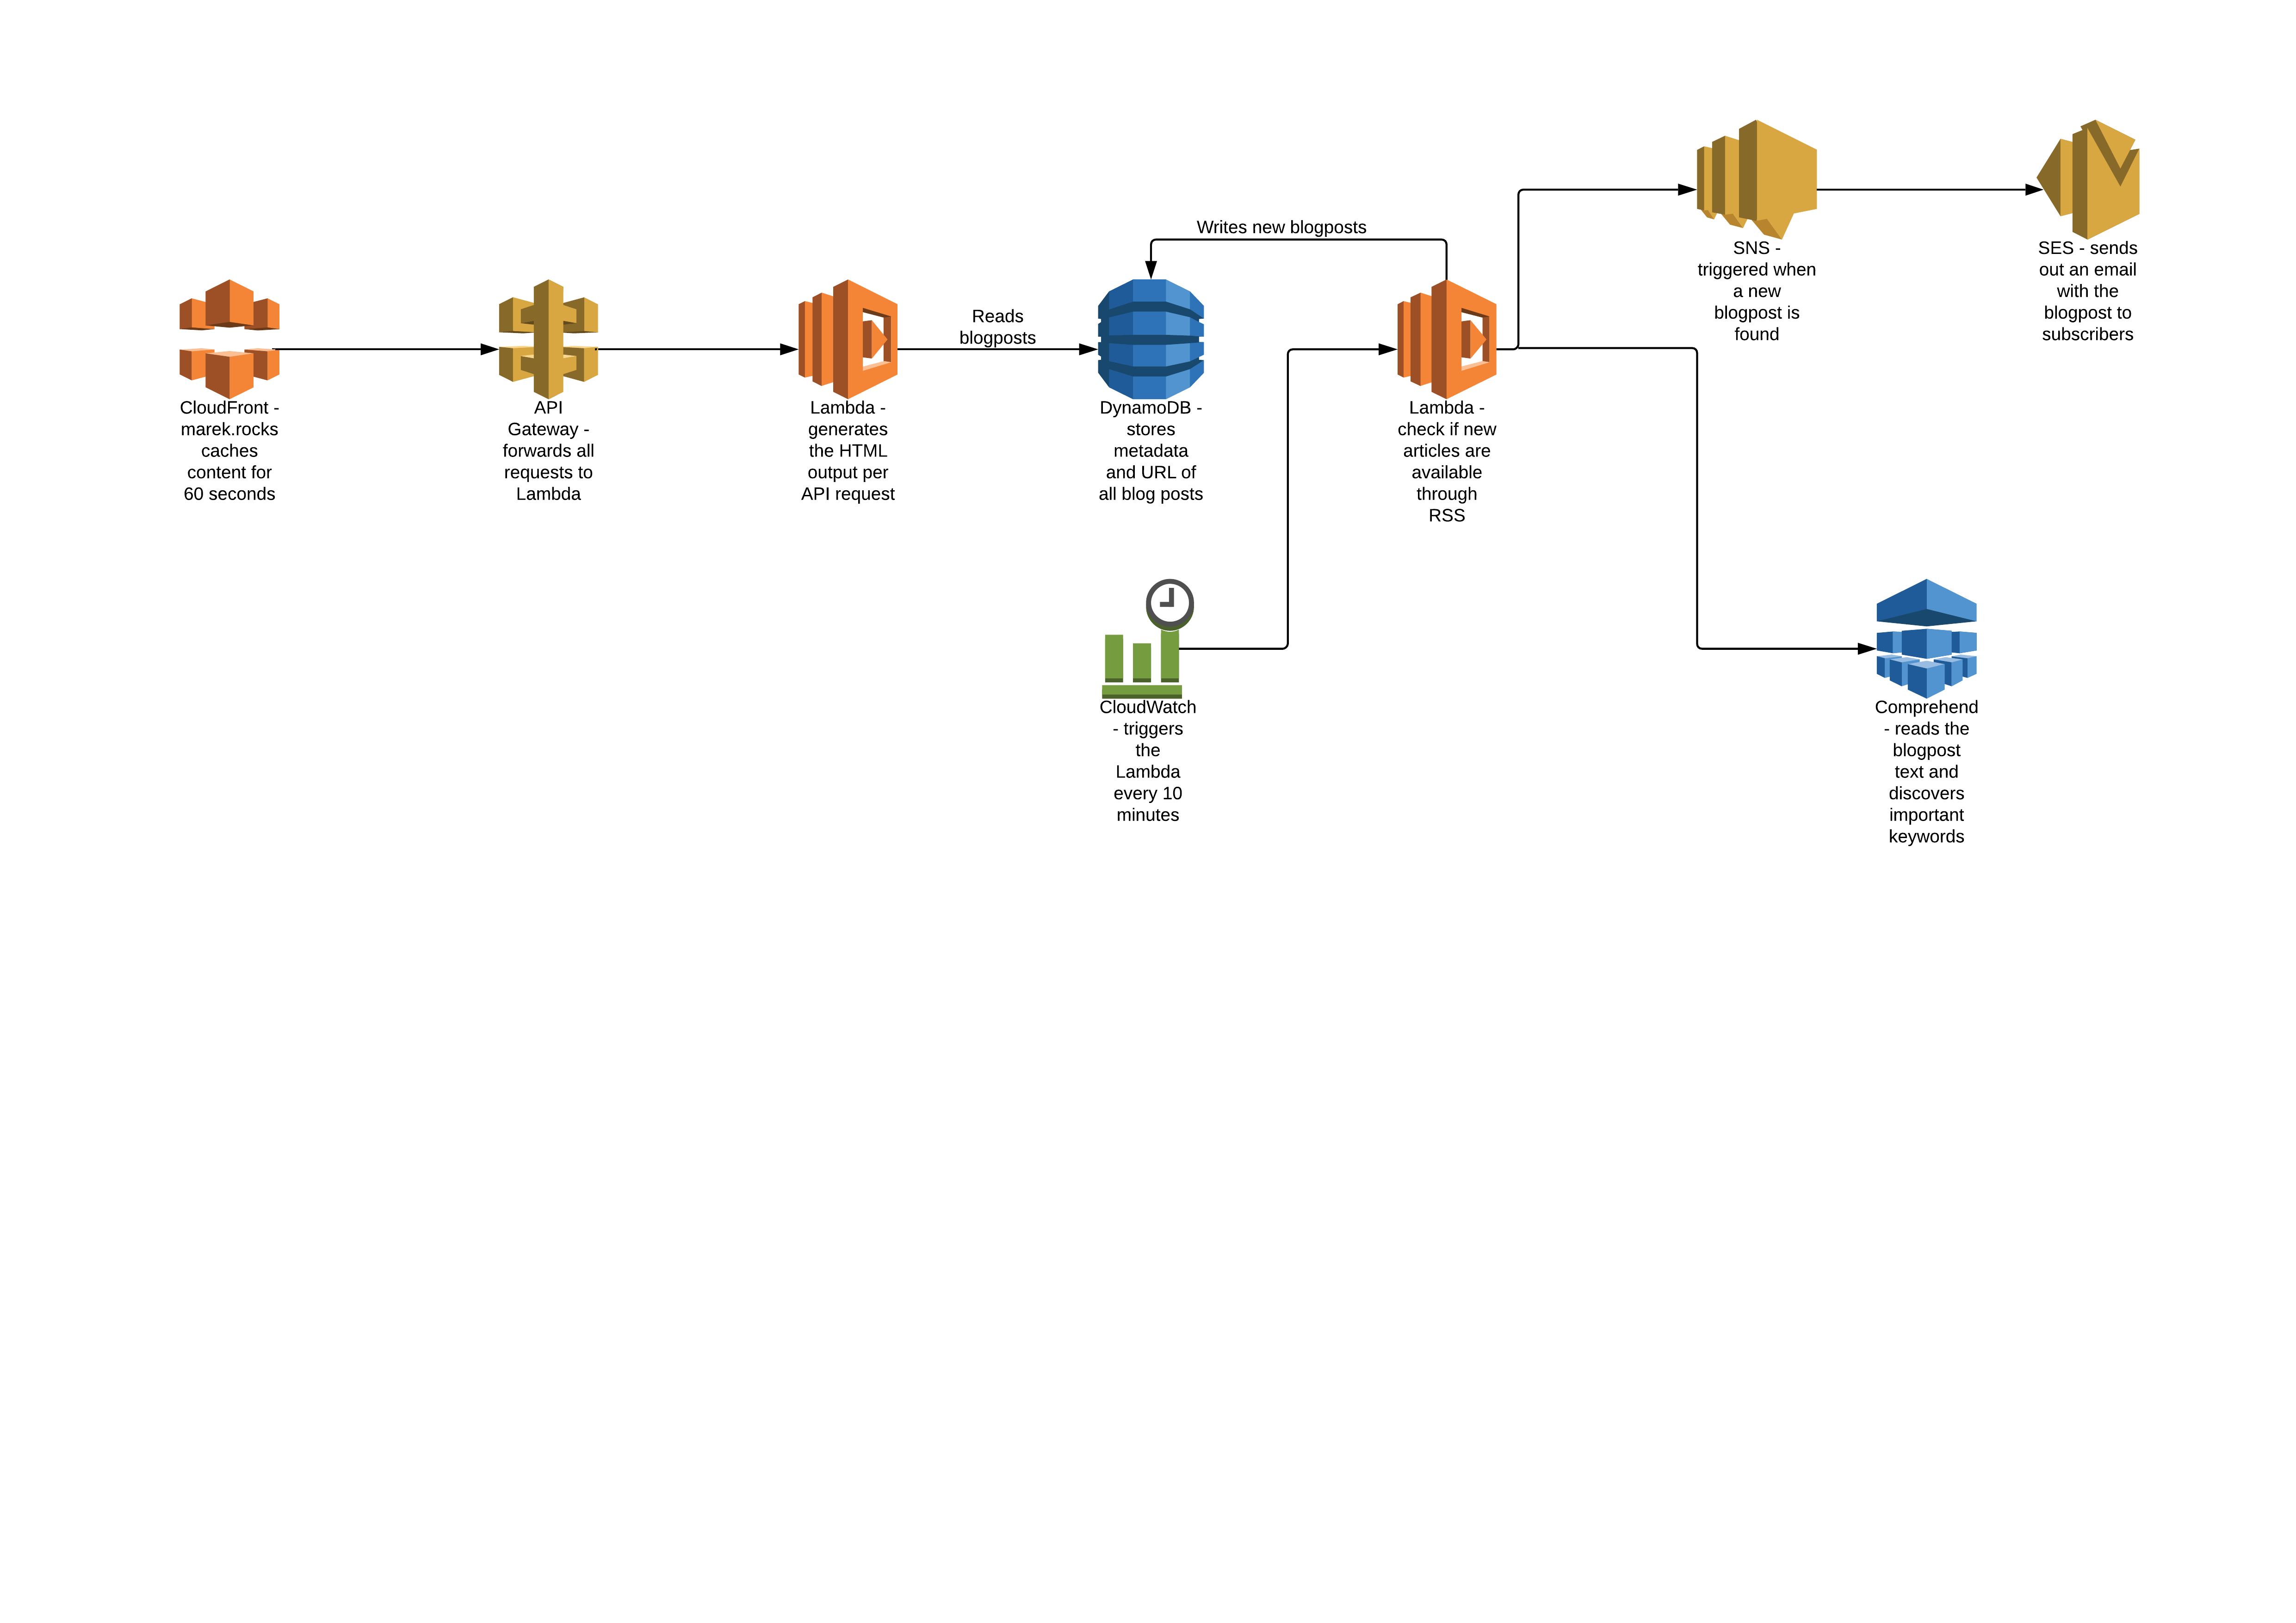 Writes new blogposts
SNS -
triggered when
a new
blogpost is
found
SES - sends
out an email
with the
blogpost to
subscribers
Reads
blogposts
CloudFront -
marek.rocks
caches
content for
60 seconds
API
Gateway -
forwards all
requests to
Lambda
Lambda -
generates
the HTML
output per
API request
DynamoDB -
stores
metadata
and URL of
all blog posts
Lambda -
check if new
articles are
available
through
RSS
CloudWatch
- triggers
the
Lambda
every 10
minutes
Comprehend
- reads the
blogpost
text and
discovers
important
keywords